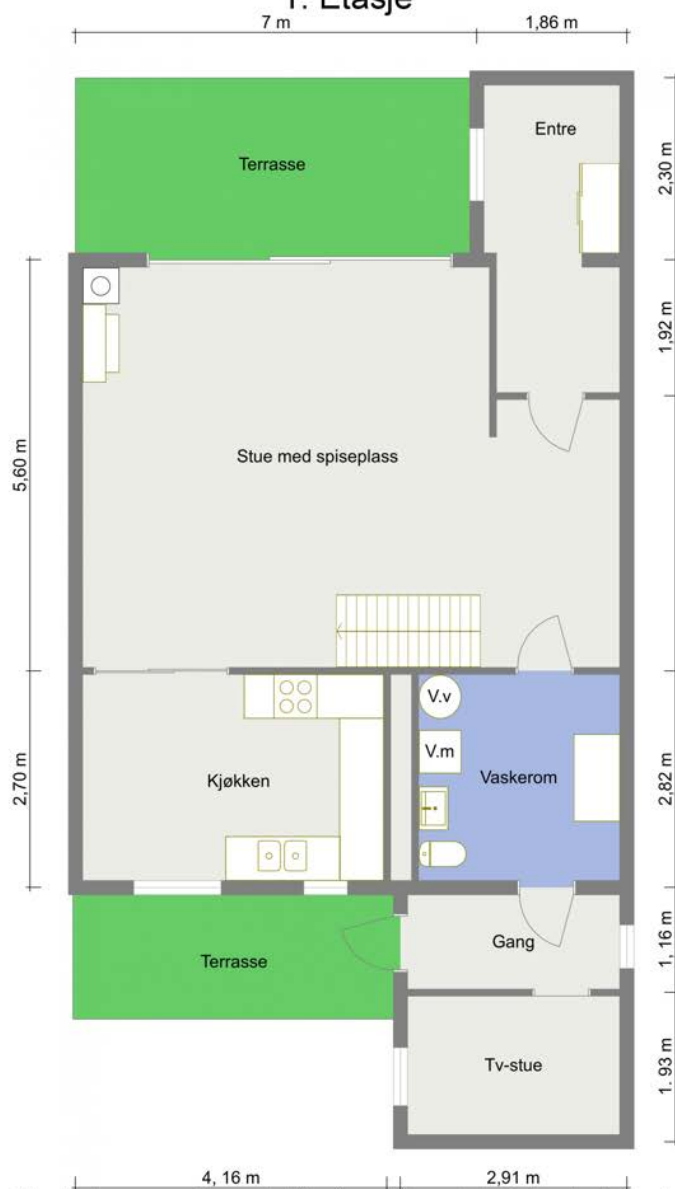 1. Etasje
7 m
1,86 m
Entre
Terrasse
2,30 m
1,92 m
Stue med spiseplass
5,60 m
V.v
V.m
Kjøkken
Vaskerom
2,70 m
2,82 m
Gang
Terrasse
1, 16 m
Tv-stue
1. 93 m
4, 16 m
2,91 m